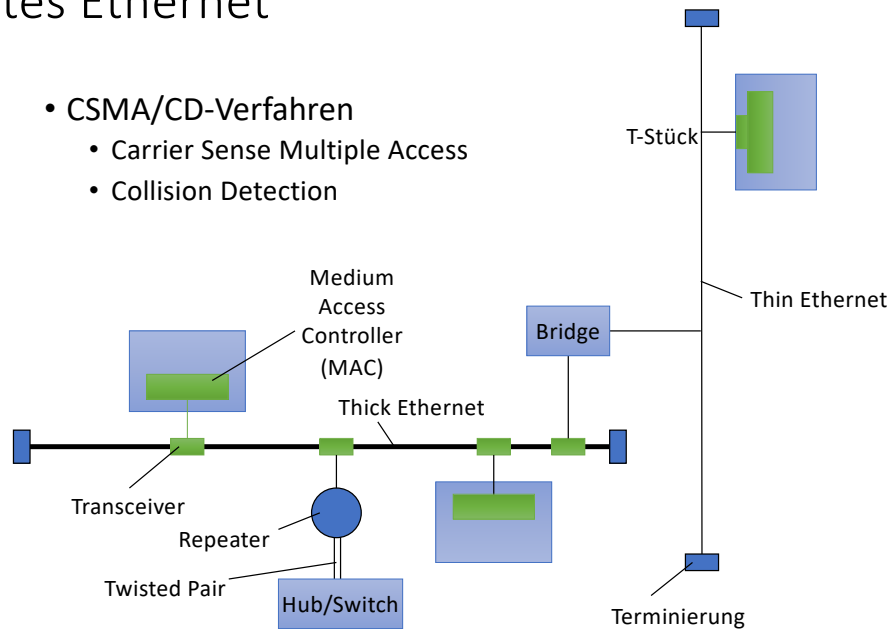 tes Ethernet
• CSMA/CD-Verfahren
• Carrier Sense Multiple Access
• Collision Detection
T-Stück
Medium
Access
Controller
(MAC)
Thin Ethernet
Bridge
Thick Ethernet
Transceiver
Repeater
Twisted Pair
Hub/Switch
Terminierung